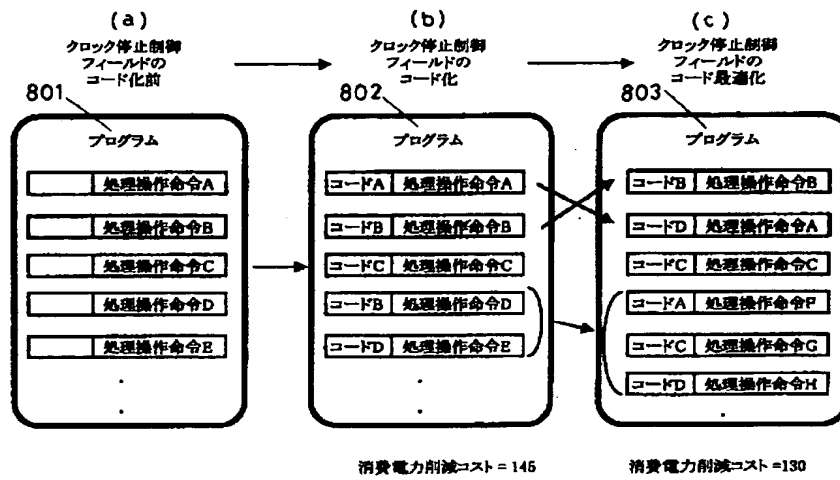 (a)
クロック停止制御
フィールドの
コード化前
(b)
クロック停止制御
フィールドの
コード化
(c)
クロック停止制御
フィールドの
コード最適化
801
プログラム
処理操作命令A
処理操作命令B
処理操作命令C
処理操作命令D
処理操作命令E
802
プログラム
コードA 処理操作命令A
コードB 処理操作命令B
コードC 処理操作命令C
コードB 処理操作命令D
コードD 処理操作命令E
消費電力削減コスト = 145
803
プログラム
コードB 処理操作命令B
コードD 処理操作命令A
コードC 処理操作命令C
コードA 処理操作命令F
コードC 処理操作命令G
コードD 処理操作命令H
消費電力削減コスト =130